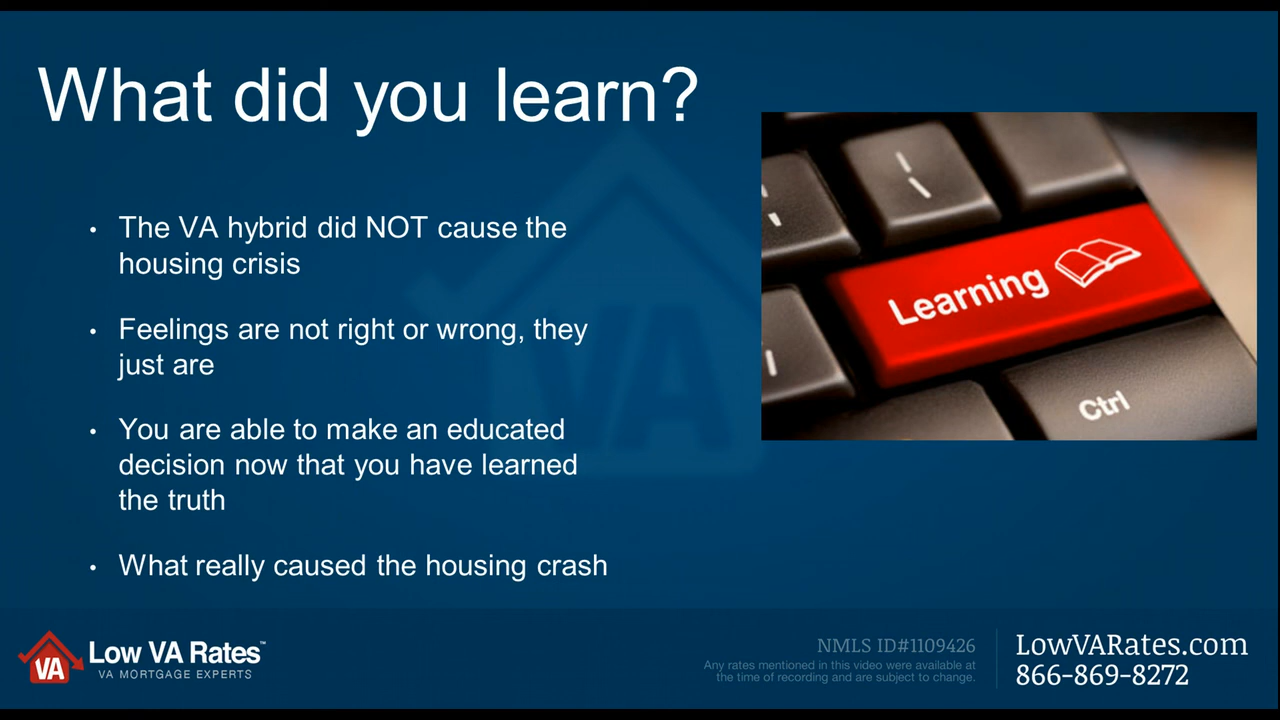 What did you learn?
• The VA hybrid did NOT cause the
housing crisis
• Feelings are not right or wrong, they
just are
• You are able to make an educated
decision now that you have learned
the truth
• What really caused the housing crash
Learning
Ctrl
VA
VA
Low VA Rates™
VA MORTGAGE EXPERTS
NMLS ID#1109426
Any rates mentioned in this video were available at
the time of recording and are subject to change.
LowVARates.com
866-869-8272